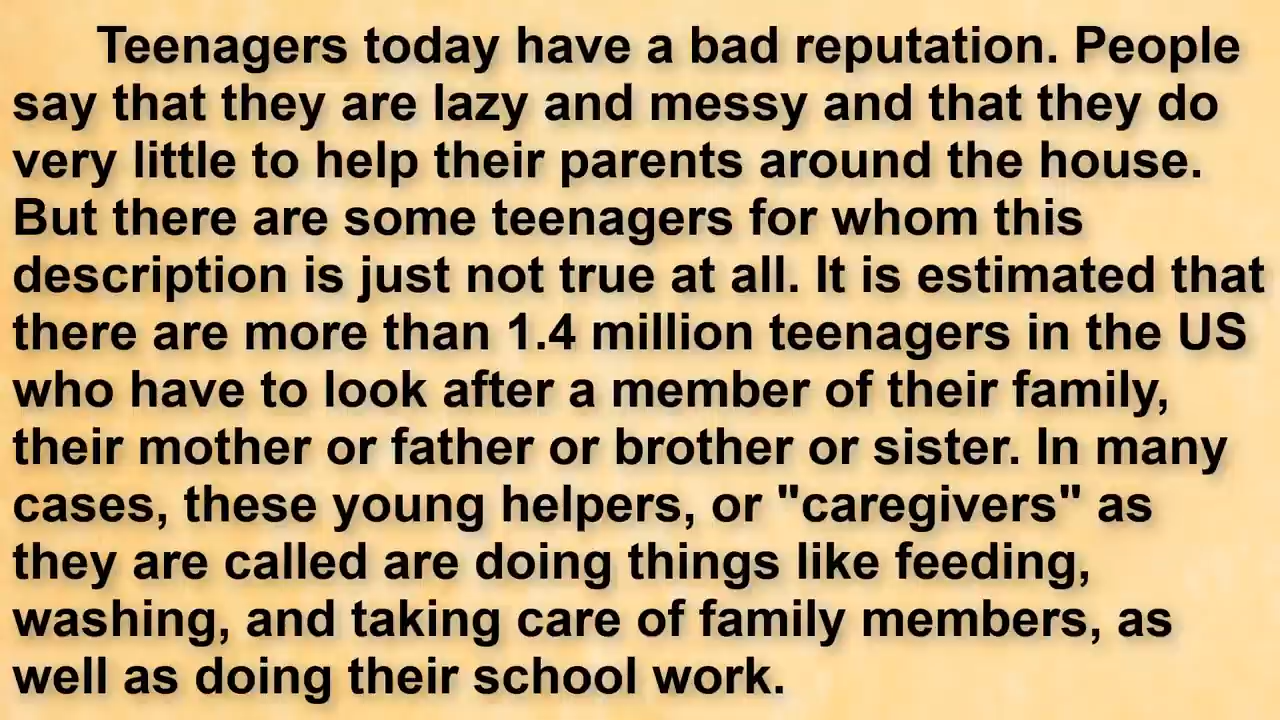 Teenagers today have a bad reputation. People
say that they are lazy and messy and that they do
very little to help their parents around the house.
But there are some teenagers for whom this
description is just not true at all. It is estimated that
there are more than 1.4 million teenagers in the US
who have to look after a member of their family,
their mother or father or brother or sister. In many
cases, these young helpers, or "caregivers" as
they are called are doing things like feeding,
washing, and taking care of family members, as
well as doing their school work.